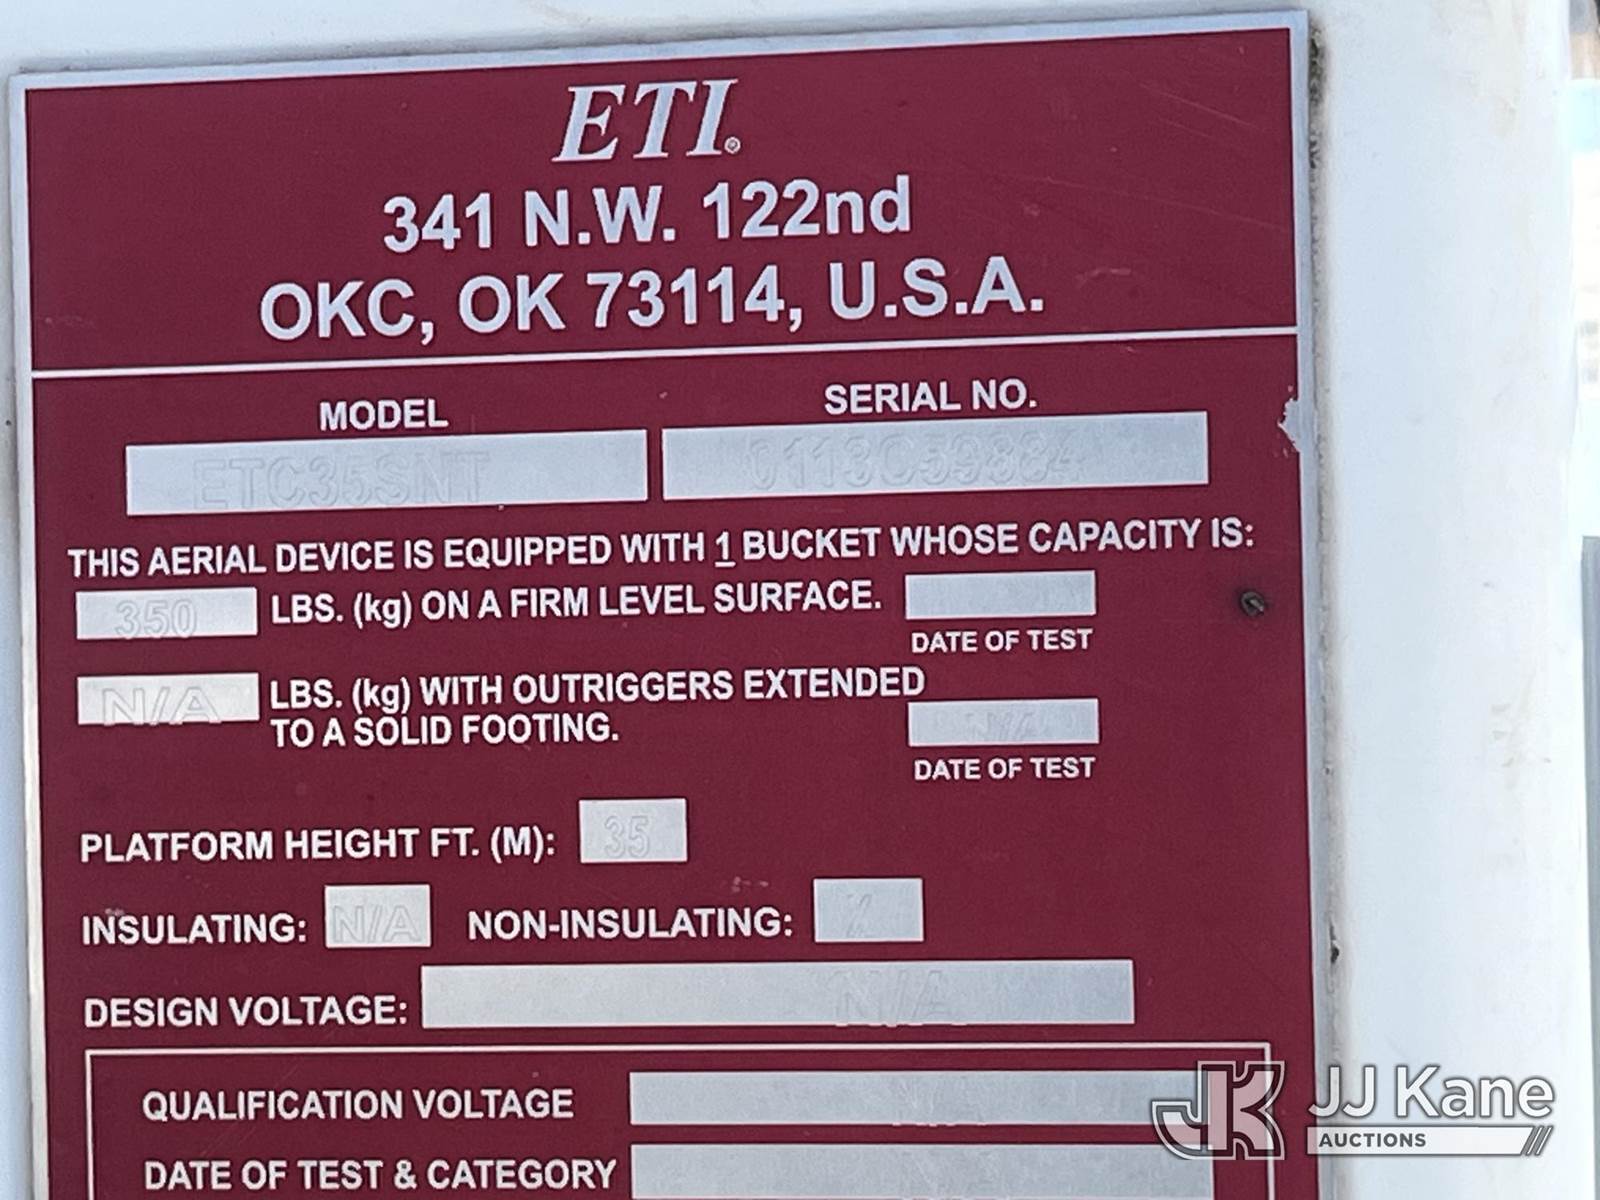 ETI®
341 N.W. 122nd
OKC, OK 73114, U.S.A.
MODEL SERIAL NO.
ETC35SNT 0113C59884
THIS AERIAL DEVICE IS EQUIPPED WITH 1 BUCKET WHOSE CAPACITY IS:
350 LBS. (kg) ON A FIRM LEVEL SURFACE.
DATE OF TEST
N/A LBS. (kg) WITH OUTRIGGERS EXTENDED
TO A SOLID FOOTING. N/A
DATE OF TEST
PLATFORM HEIGHT FT. (M): 35
INSULATING: N/A NON-INSULATING: X
DESIGN VOLTAGE: N/A
QUALIFICATION VOLTAGE
DATE OF TEST & CATEGORY
JK JJ Kane
AUCTIONS